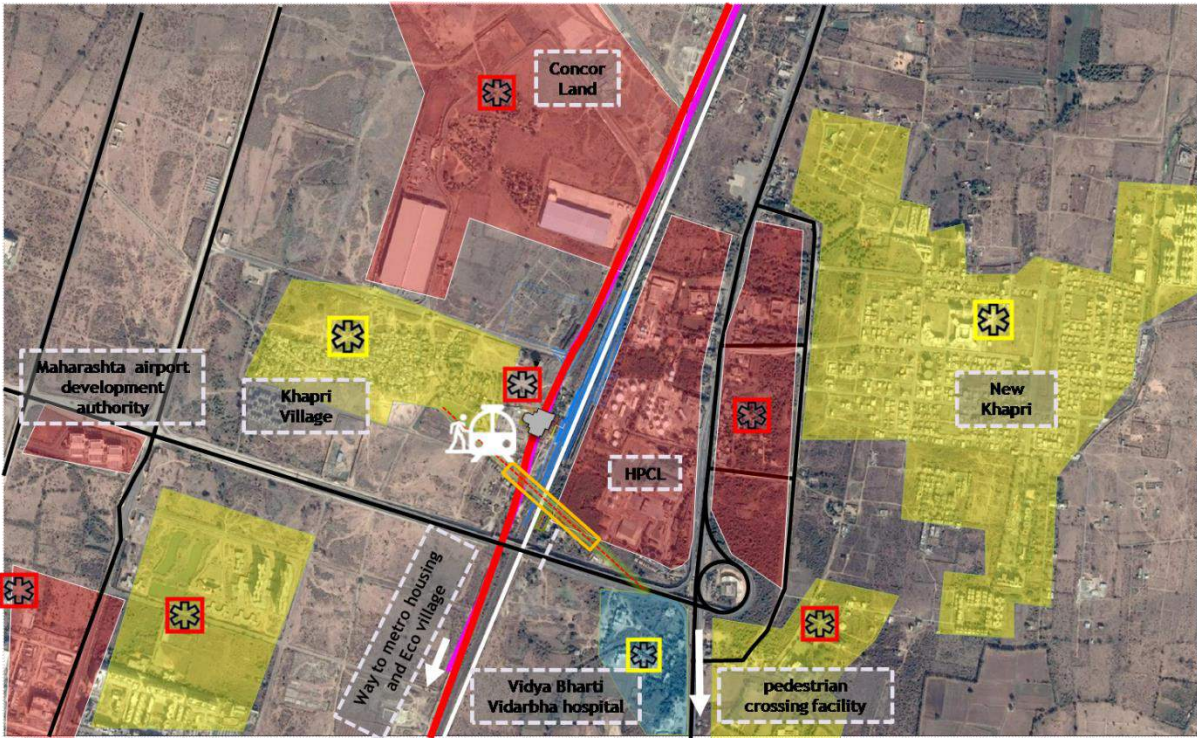 Concor
Land
Maharashta airport
development
authority
Khapri
Village
New
Khapri
HPCL
Way to metro housing
and Eco village
Vidya Bharti
Vidarbha hospital
pedestrian
crossing facility